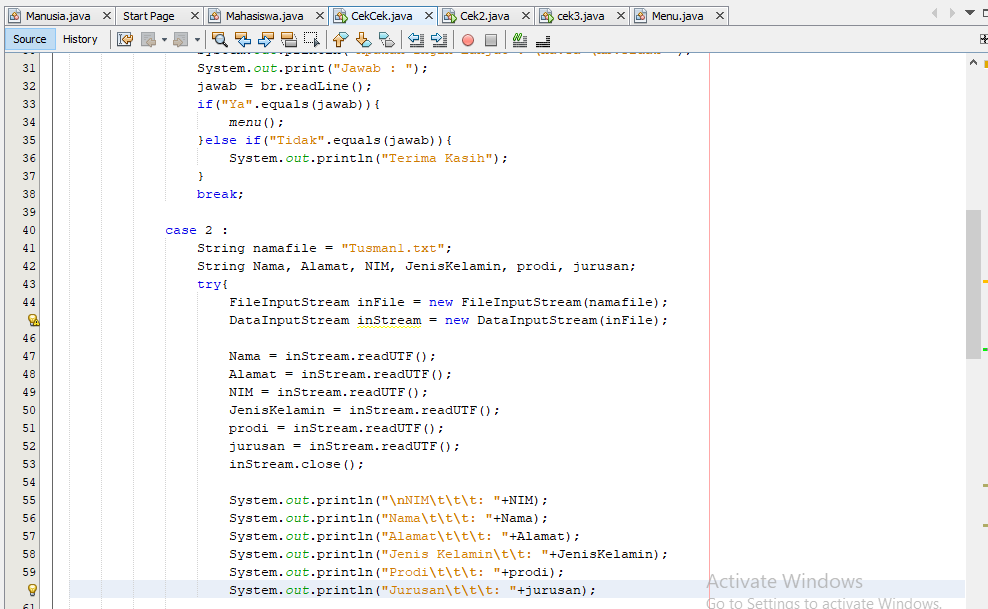 Manusia.java Start Page Mahasiswa.java CekCek.java Cek2.java cek3.java Menu.java
Source History
31 System.out.print("Jawab : ");
32 jawab = br.readLine();
33 if("Ya".equals(jawab)){
34 menu();
35 }else if("Tidak".equals(jawab)){
36 System.out.println("Terima Kasih");
37 }
38 break;
39
40 case 2 :
41 String namafile = "Tusman1.txt";
42 String Nama, Alamat, NIM, JenisKelamin, prodi, jurusan;
43 try{
44 FileInputStream inFile = new FileInputStream(namafile);
DataInputStream inStream = new DataInputStream(inFile);
46
47 Nama = inStream.readUTF();
48 Alamat = inStream.readUTF();
49 NIM = inStream.readUTF();
50 JenisKelamin = inStream.readUTF();
51 prodi = inStream.readUTF();
52 jurusan = inStream.readUTF();
53 inStream.close();
54
55 System.out.println("\nNIM\t\t\t: "+NIM);
56 System.out.println("Nama\t\t\t: "+Nama);
57 System.out.println("Alamat\t\t\t: "+Alamat);
58 System.out.println("Jenis Kelamin\t\t: "+JenisKelamin);
59 System.out.println("Prodi\t\t\t: "+prodi);
System.out.println("Jurusan\t\t\t: "+jurusan);
61
Activate Windows
Go to Settings to activate Windows.